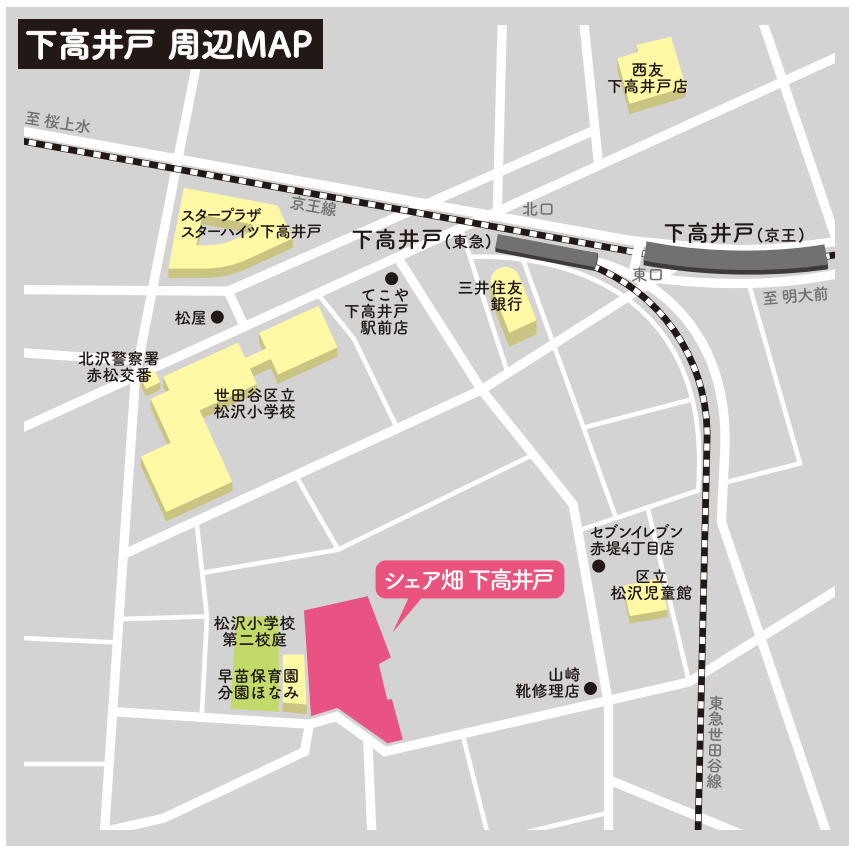 下高井戸 周辺MAP
西友
下高井戸店
至 桜上水
京王線
北口
スタープラザ
スターハイツ下高井戸
下高井戸(東急)
下高井戸(京王)
東口
至 明大前
てこや
下高井戸
駅前店
三井住友
銀行
松屋
北沢警察署
赤松交番
世田谷区立
松沢小学校
セブンイレブン
赤堤4丁目店
シェア畑 下高井戸
区立
松沢児童館
松沢小学校
第二校庭
早苗保育園
分園ほなみ
山崎
靴修理店
東急世田谷線